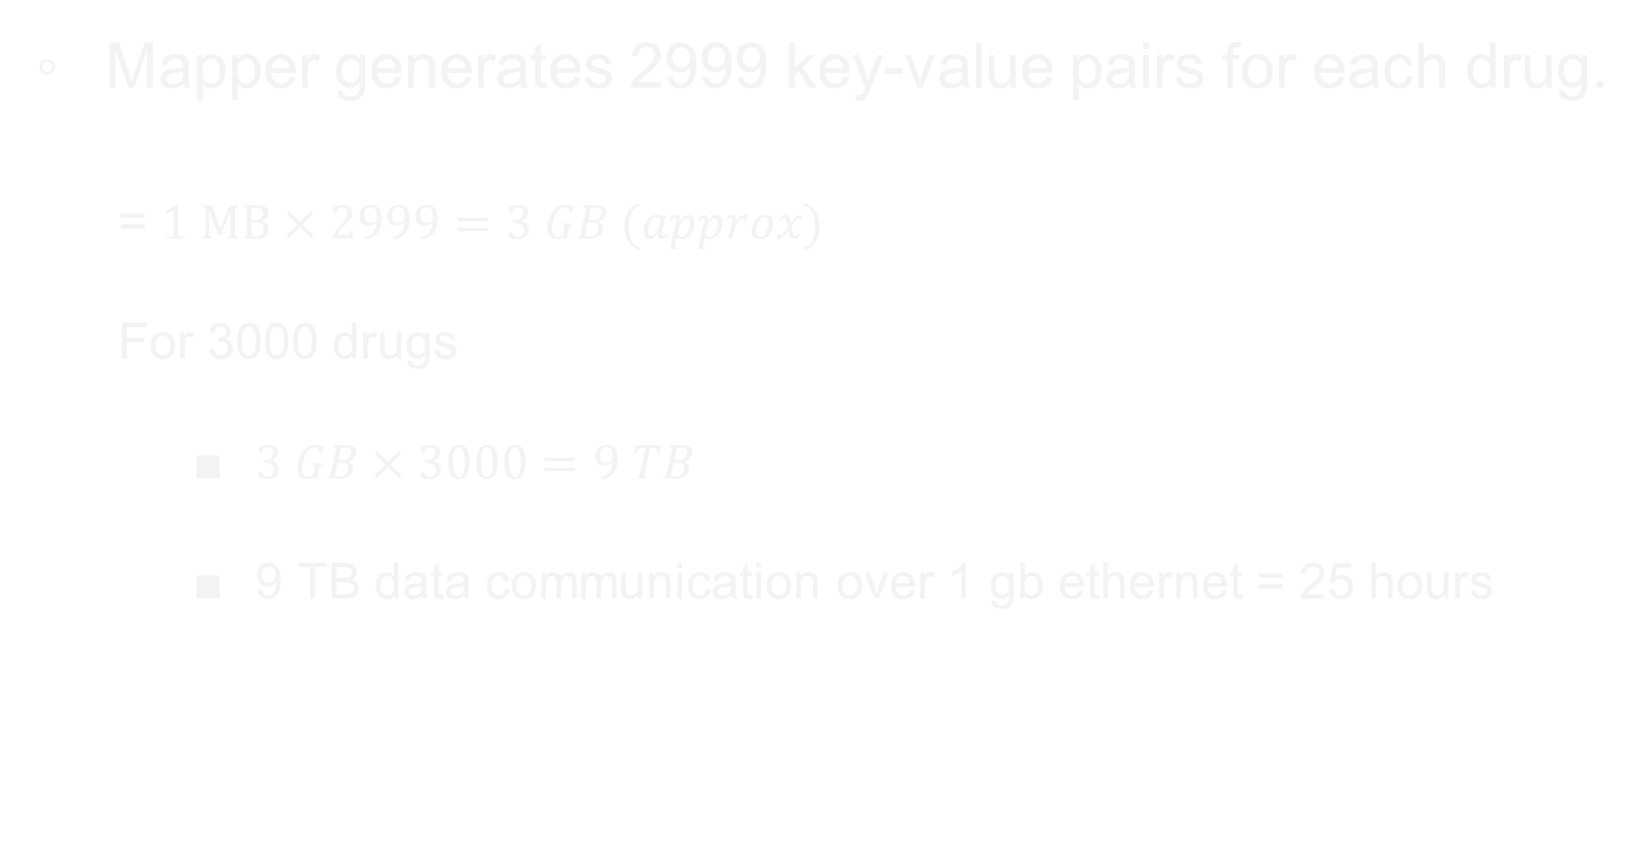 ◦ Mapper generates 2999 key-value pairs for each drug.
= 1 MB × 2999 = 3 GB (approx)
For 3000 drugs
■ 3 GB × 3000 = 9 TB
■ 9 TB data communication over 1 gb ethernet = 25 hours